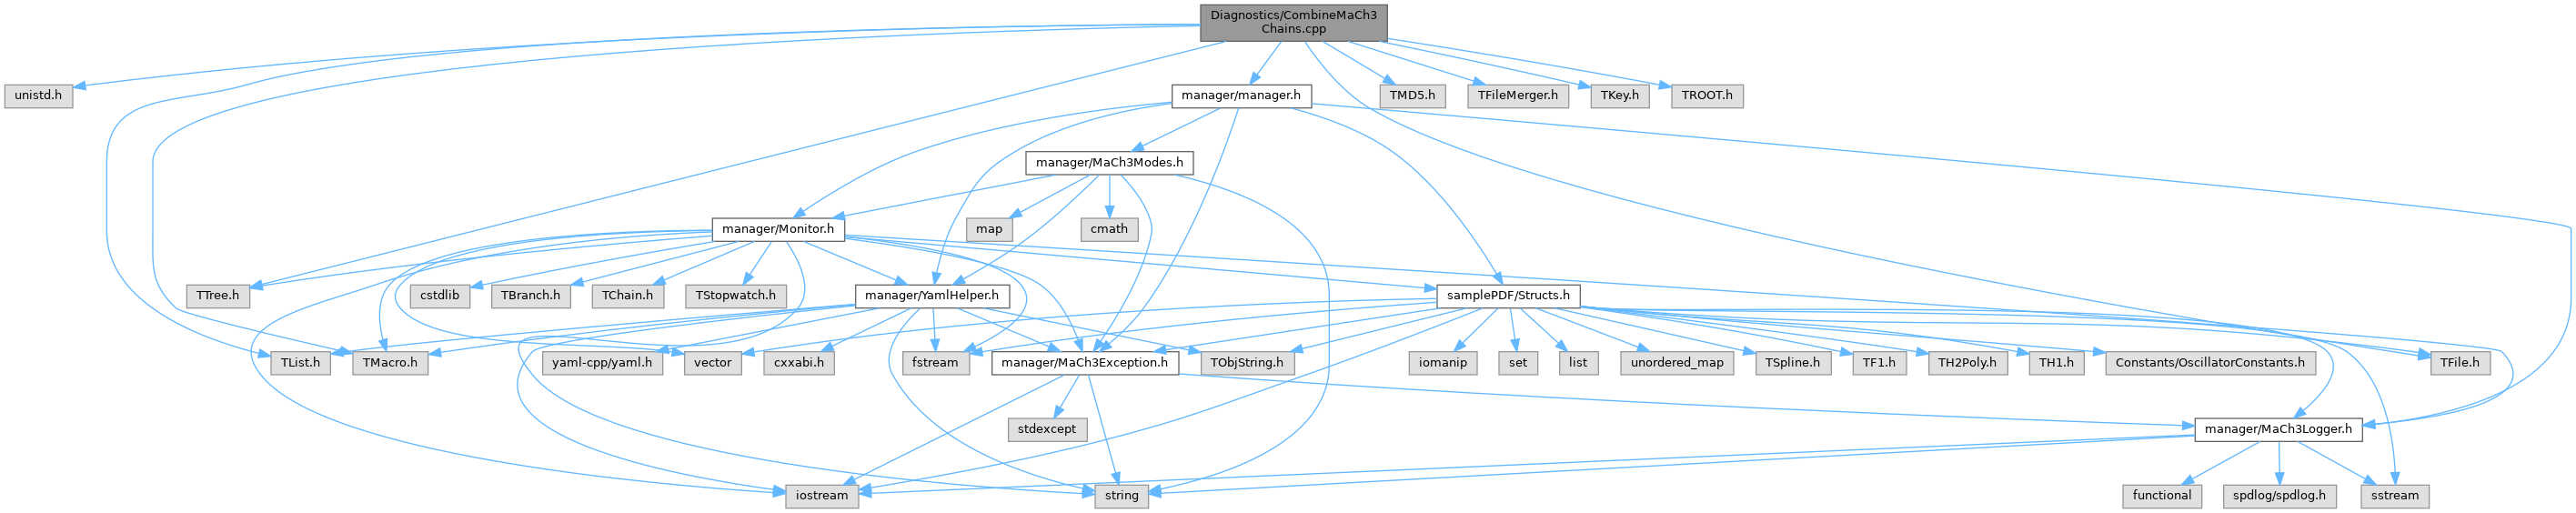 Diagnostics/CombineMaCh3
Chains.cpp
unistd.h
manager/manager.h
TMD5.h
TFileMerger.h
TKey.h
TROOT.h
manager/MaCh3Modes.h
manager/Monitor.h
map
cmath
TTree.h
cstdlib
TBranch.h
TChain.h
TStopwatch.h
manager/YamlHelper.h
samplePDF/Structs.h
TList.h
TMacro.h
yaml-cpp/yaml.h
vector
cxxabi.h
fstream
manager/MaCh3Exception.h
TObjString.h
iomanip
set
list
unordered_map
TSpline.h
TF1.h
TH2Poly.h
TH1.h
Constants/OscillatorConstants.h
TFile.h
stdexcept
manager/MaCh3Logger.h
iostream
string
functional
spdlog/spdlog.h
sstream